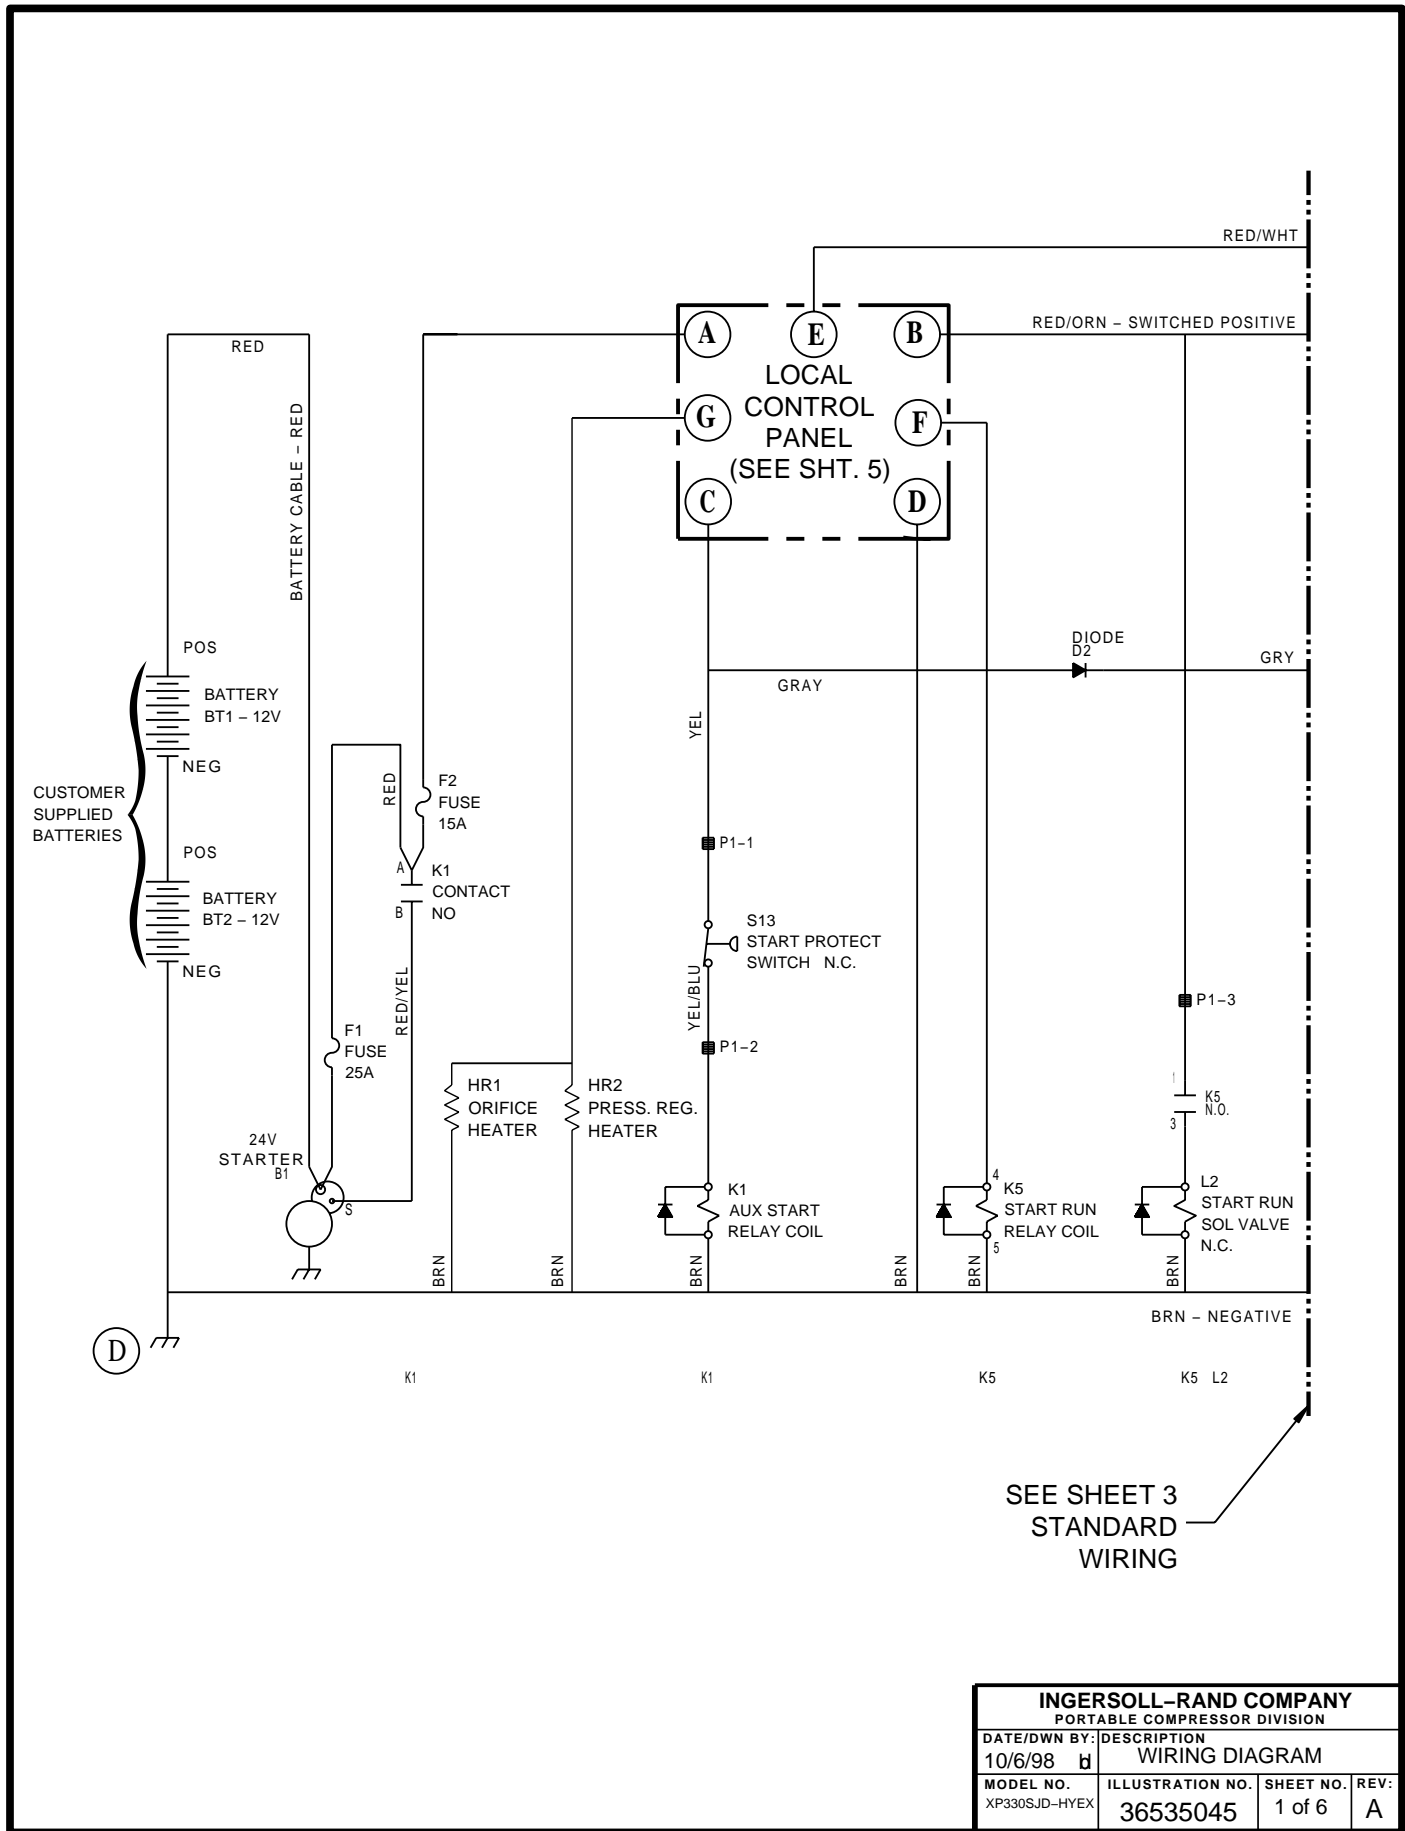 RED/WHT
RED/ORN – SWITCHED POSITIVE
RED
BATTERY CABLE – RED
A
E
B
G
F
C
D
LOCAL
CONTROL
PANEL
(SEE SHT. 5)
DIODE
D2
GRY
GRAY
YEL
POS
BATTERY
BT1 – 12V
NEG
CUSTOMER
SUPPLIED
BATTERIES
POS
BATTERY
BT2 – 12V
NEG
RED
F2
FUSE
15A
A
K1
CONTACT
NO
B
RED/YEL
F1
FUSE
25A
P1–1
S13
START PROTECT
SWITCH N.C.
YEL/BLU
P1–2
P1–3
HR1
ORIFICE
HEATER
HR2
PRESS. REG.
HEATER
1
K5
N.O.
3
24V
STARTER
B1
S
K1
AUX START
RELAY COIL
4
K5
START RUN
RELAY COIL
5
L2
START RUN
SOL VALVE
N.C.
BRN
BRN
BRN
BRN
BRN
BRN
BRN – NEGATIVE
D
K1
K1
K5
K5 L2
SEE SHEET 3
STANDARD
WIRING
INGERSOLL–RAND COMPANY
PORTABLE COMPRESSOR DIVISION
DATE/DWN BY:
10/6/98
DESCRIPTION
WIRING DIAGRAM
MODEL NO.
XP330SJD–HYEX
ILLUSTRATION NO.
36535045
SHEET NO.
1 of 6
REV:
A